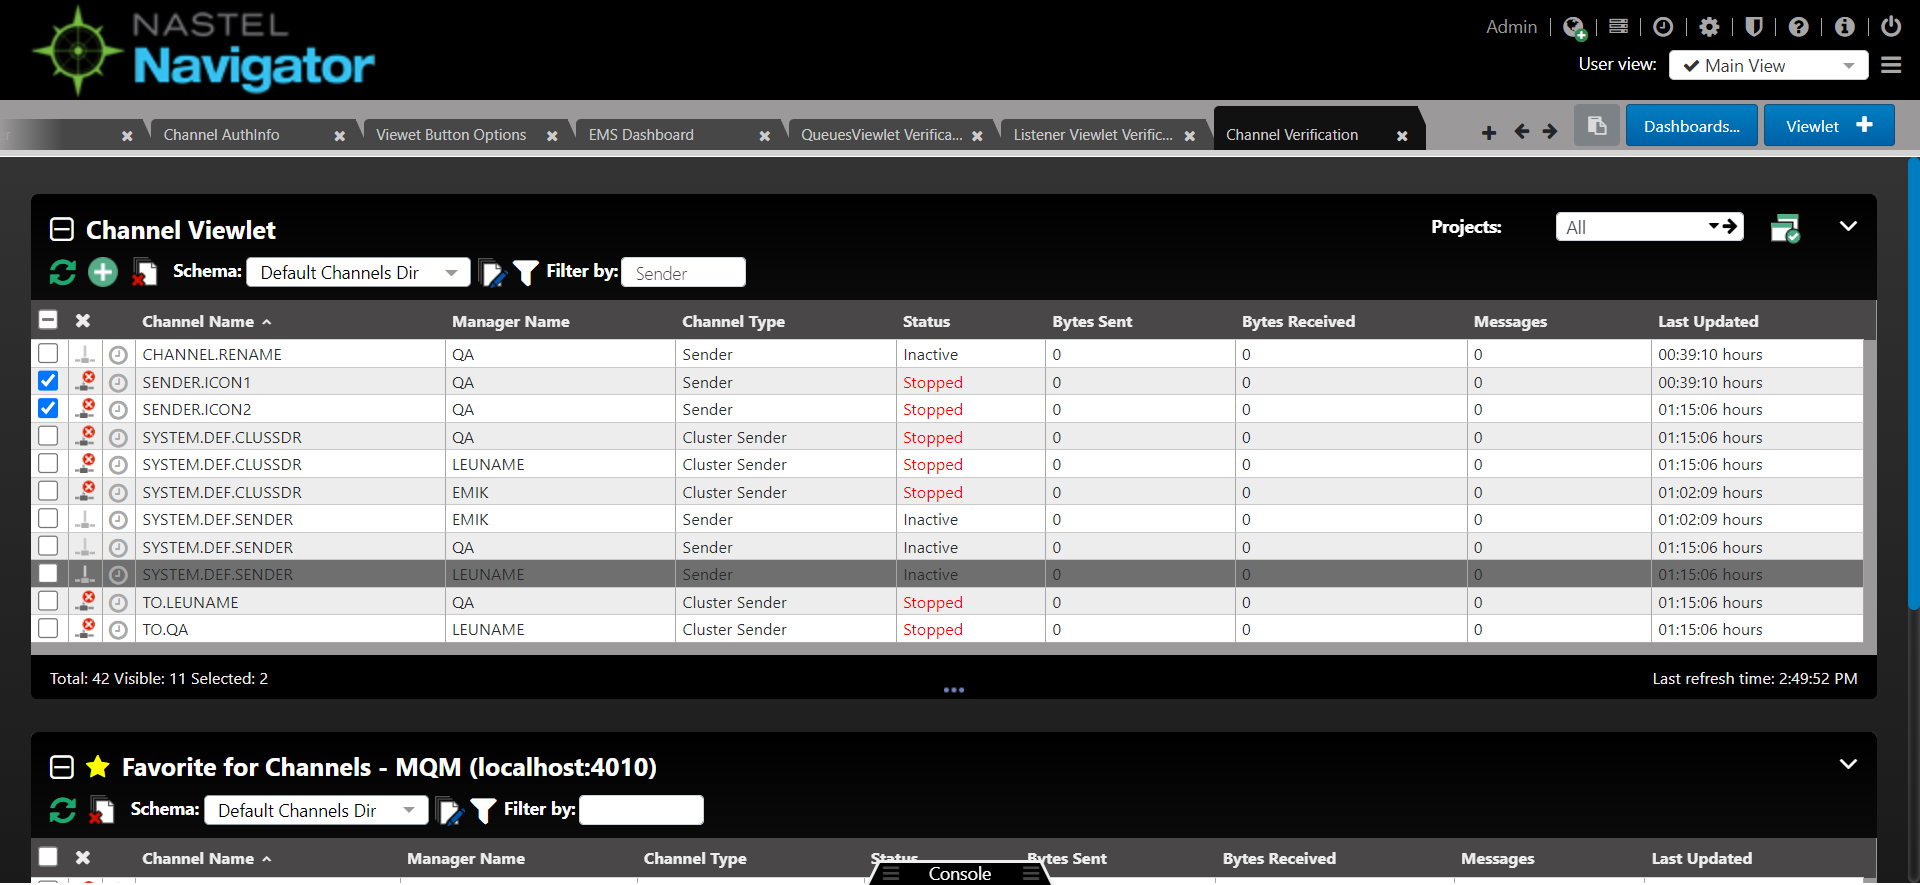 NASTEL
Navigator
Admin
User view: Main View
Channel AuthInfo
Viewet Button Options
EMS Dashboard
QueuesViewlet Verifica...
Listener Viewlet Verific...
Channel Verification
Dashboards...
Viewlet
Channel Viewlet
Projects: All
Schema: Default Channels Dir Filter by: Sender
Channel Name Manager Name Channel Type Status Bytes Sent Bytes Received Messages Last Updated
CHANNEL.RENAME QA Sender Inactive 0 0 0 00:39:10 hours
SENDER.ICON1 QA Sender Stopped 0 0 0 00:39:10 hours
SENDER.ICON2 QA Sender Stopped 0 0 0 01:15:06 hours
SYSTEM.DEF.CLUSSDR QA Cluster Sender Stopped 0 0 0 01:15:06 hours
SYSTEM.DEF.CLUSSDR LEUNAME Cluster Sender Stopped 0 0 0 01:15:06 hours
SYSTEM.DEF.CLUSSDR EMIK Cluster Sender Stopped 0 0 0 01:02:09 hours
SYSTEM.DEF.SENDER EMIK Sender Inactive 0 0 0 01:02:09 hours
SYSTEM.DEF.SENDER QA Sender Inactive 0 0 0 01:15:06 hours
SYSTEM.DEF.SENDER LEUNAME Sender Inactive 0 0 0 01:15:06 hours
TO.LEUNAME QA Cluster Sender Stopped 0 0 0 01:15:06 hours
TO.QA LEUNAME Cluster Sender Stopped 0 0 0 01:15:06 hours
Total: 42 Visible: 11 Selected: 2
Last refresh time: 2:49:52 PM
Favorite for Channels - MQM (localhost:4010)
Schema: Default Channels Dir Filter by:
Channel Name Manager Name Channel Type Status Bytes Sent Bytes Received Messages Last Updated
Console